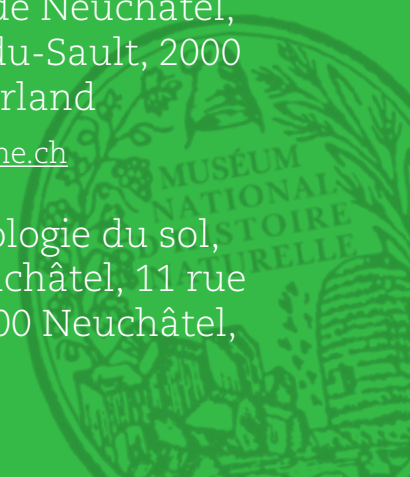 de Neuchâtel,
du-Sault, 2000
rland
ne.ch
ologie du sol,
châtel, 11 rue
00 Neuchâtel,
MUSÉUM
NATIONAL
HISTOIRE
NATURELLE